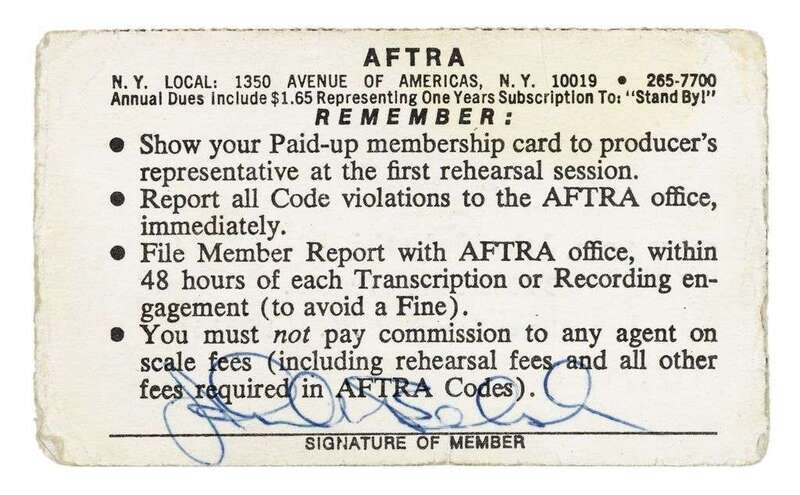 AFTRA
N.Y. LOCAL: 1350 AVENUE OF AMERICAS, N.Y. 10019 • 265-7700
Annual Dues Include $1.65 Representing One Years Subscription To: "Stand By!"
REMEMBER:
• Show your Paid-up membership card to producer's
representative at the first rehearsal session.
• Report all Code violations to the AFTRA office,
immediately.
• File Member Report with AFTRA office, within
48 hours of each Transcription or Recording en-
gagement (to avoid a Fine).
• You must not pay commission to any agent on
scale fees (including rehearsal fees and all other
fees required in AFTRA Codes).
SIGNATURE OF MEMBER